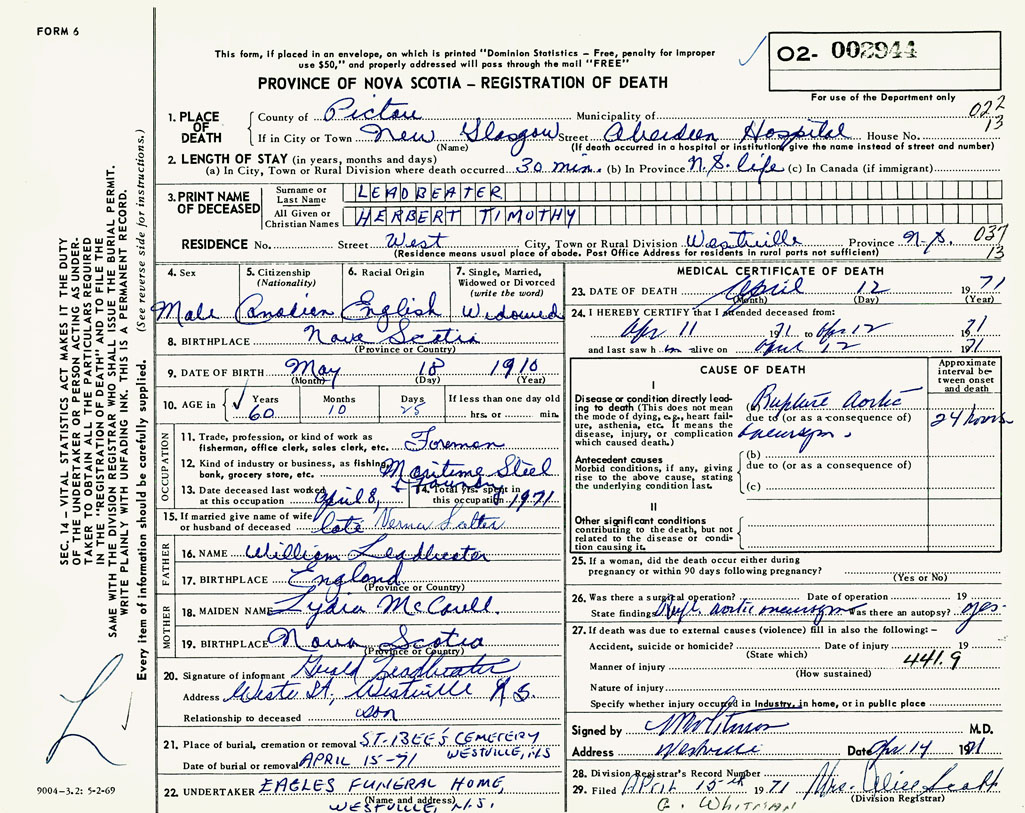 FORM 6
This form, if placed in an envelope, on which is printed "Dominion Statistics – Free, penalty for improper
use $50," and properly addressed will pass through the mail "FREE"
PROVINCE OF NOVA SCOTIA – REGISTRATION OF DEATH
02- 002944
For use of the Department only
022
13
1. PLACE OF DEATH
County of Pictou Municipality of
If in City or Town New Glasgow Street Aberdeen Hospital House No.
(Name) (If death occurred in a hospital or institution, give the name instead of street and number)
2. LENGTH OF STAY (in years, months and days)
(a) In City, Town or Rural Division where death occurred 30 min. (b) In Province N.S. life (c) In Canada (if immigrant)
3. PRINT NAME OF DECEASED
Surname or Last Name LEADBEATER
All Given or Christian Names HERBERT TIMOTHY
RESIDENCE No. Street West City, Town or Rural Division Westville Province N.S. 037
(Residence means usual place of abode. Post Office Address for residents in rural parts not sufficient) 13
4. Sex
Male
5. Citizenship
(Nationality)
Canadian
6. Racial Origin
English
7. Single, Married,
Widowed or Divorced
(write the word)
Widowed
8. BIRTHPLACE Nova Scotia
(Province or Country)
9. DATE OF BIRTH May 18 1910
(Month) (Day) (Year)
10. AGE in Years Months Days If less than one day old
60 10 25 hrs. or min.
OCCUPATION
11. Trade, profession, or kind of work as
fisherman, office clerk, sales clerk, etc. Foreman
12. Kind of industry or business, as fishing,
bank, grocery store, etc. Maritime Steel
+ Foundry
13. Date deceased last worked
at this occupation April 8, 1971
14. Total yrs. spent in
this occupation
15. If married give name of wife
or husband of deceased late Verna Salter
FATHER
16. NAME William Leadbeater
17. BIRTHPLACE England
(Province or Country)
MOTHER
18. MAIDEN NAME Lydia
19. BIRTHPLACE Nova Scotia
(Province or Country)
20. Signature of informant Gerald Leadbeater
Address Weste St, Westville N.S.
Relationship to deceased son
21. Place of burial, cremation or removal ST. BEE'S CEMETERY
WESTVILLE, N.S
Date of burial or removal APRIL 15-71
22. UNDERTAKER EAGLES FUNERAL HOME,
(Name and address)
WESTVILLE, N.S.
MEDICAL CERTIFICATE OF DEATH
23. DATE OF DEATH April 12 1971
(Month) (Day) (Year)
24. I HEREBY CERTIFY that I attended deceased from:
Apr 11 1971 to Apr 12 1971
and last saw him alive on Apr 12 1971
CAUSE OF DEATH
Approximate
interval be-
tween onset
and death
I
Disease or condition directly lead-
ing to death (This does not
mean the mode of dying, e.g., heart fail-
ure, asthenia, etc. It means the
disease, injury, or complication
which caused death.)
(a) Rupture Aortic
due to (or as a consequence of)
aneurysm.
24 hours
Antecedent causes
Morbid conditions, if any, giving
rise to the above cause, stating
the underlying condition last.
(b)
due to (or as a consequence of)
(c)
II
Other significant conditions
contributing to the death, but not
related to the disease or condi-
tion causing it.
25. If a woman, did the death occur either during
pregnancy or within 90 days following pregnancy?
(Yes or No)
26. Was there a surgical operation? Date of operation 19
State findings aortic aneurysm Was there an autopsy? yes
27. If death was due to external causes (violence) fill in also the following:–
Accident, suicide or homicide? Date of injury 19
(State which)
441.9
Manner of injury
(How sustained)
Nature of injury
Specify whether injury occurred in industry, in home, or in public place
Signed by M.D.
Address Westville Date Apr 14 1971
28. Division Registrar's Record Number
29. Filed APRIL 15th 1971 Mrs. Alice Scott
(Division Registrar)
G. WHITMAN
SEC. 14 – VITAL STATISTICS ACT MAKES IT THE DUTY
OF THE UNDERTAKER OR PERSON ACTING AS UNDER-
TAKER TO OBTAIN ALL THE PARTICULARS REQUIRED
IN THE "REGISTRATION OF DEATH" AND TO FILE THE
SAME WITH THE DIVISION REGISTRAR WHO SHALL ISSUE THE BURIAL PERMIT.
WRITE PLAINLY WITH UNFADING INK. THIS IS A PERMANENT RECORD.
Every item of information should be carefully supplied. (See reverse side for instructions.)
9004–3.2: 5-2-69